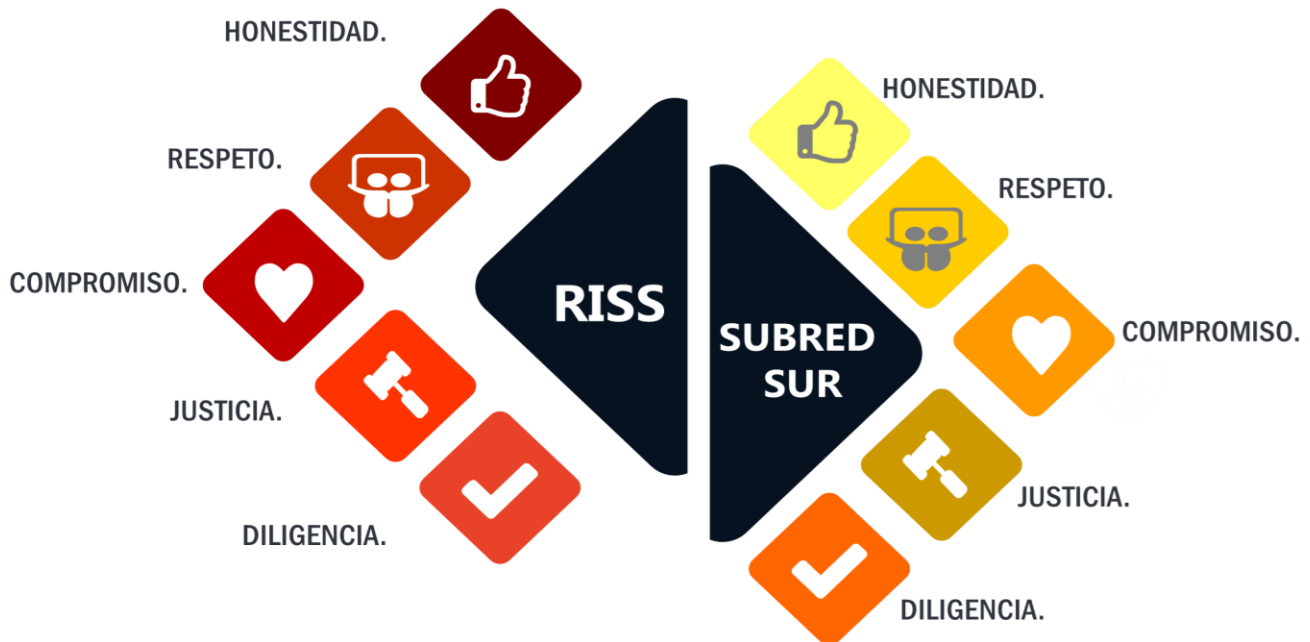 HONESTIDAD.
RESPETO.
COMPROMISO.
JUSTICIA.
DILIGENCIA.
RISS
SUBRED
SUR
HONESTIDAD.
RESPETO.
COMPROMISO.
JUSTICIA.
DILIGENCIA.